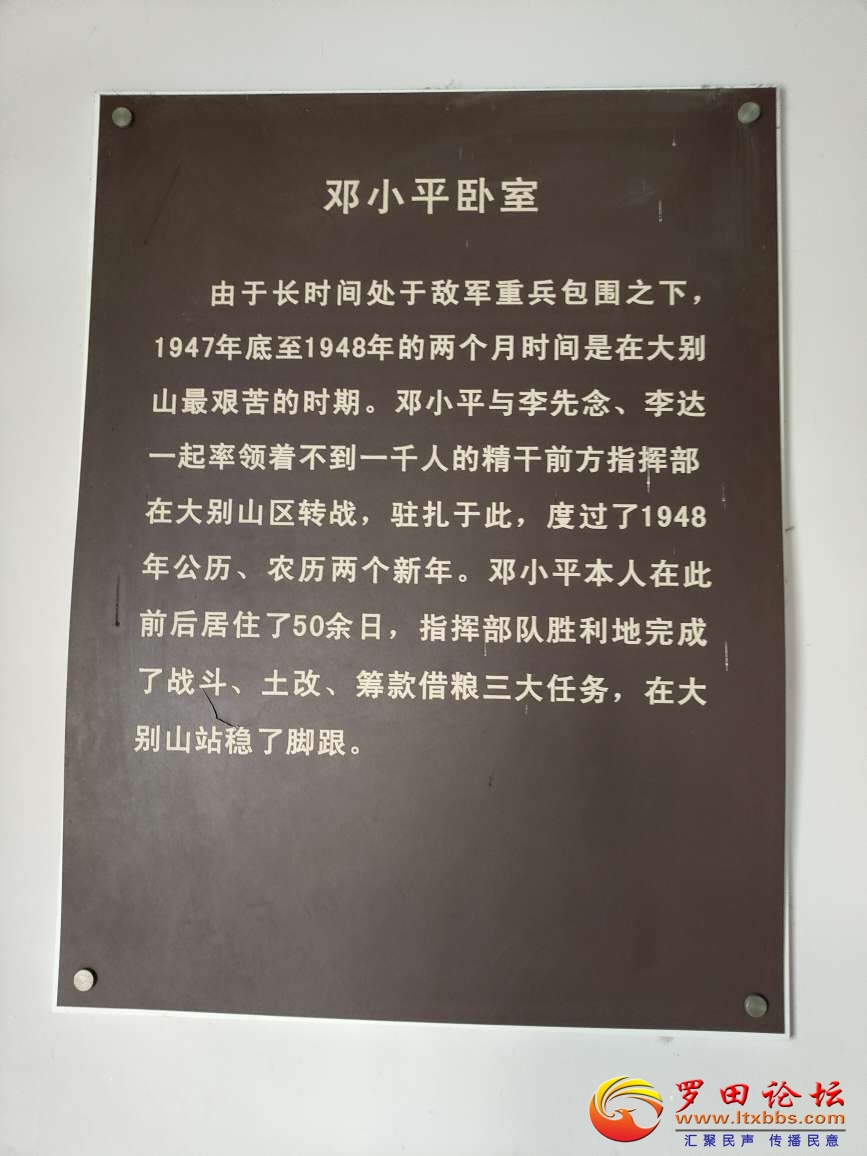 邓小平卧室
由于长时间处于敌军重兵包围之下，
1947年底至1948年的两个月时间是在大别
山最艰苦的时期。邓小平与李先念、李达
一起率领着不到一千人的精干前方指挥部
在大别山区转战，驻扎于此，度过了1948
年公历、农历两个新年。邓小平本人在此
前后居住了50余日，指挥部队胜利地完成
了战斗、土改、筹款借粮三大任务，在大
别山站稳了脚跟。
罗田论坛
www.ltxbbs.com
汇聚民声 传播民意